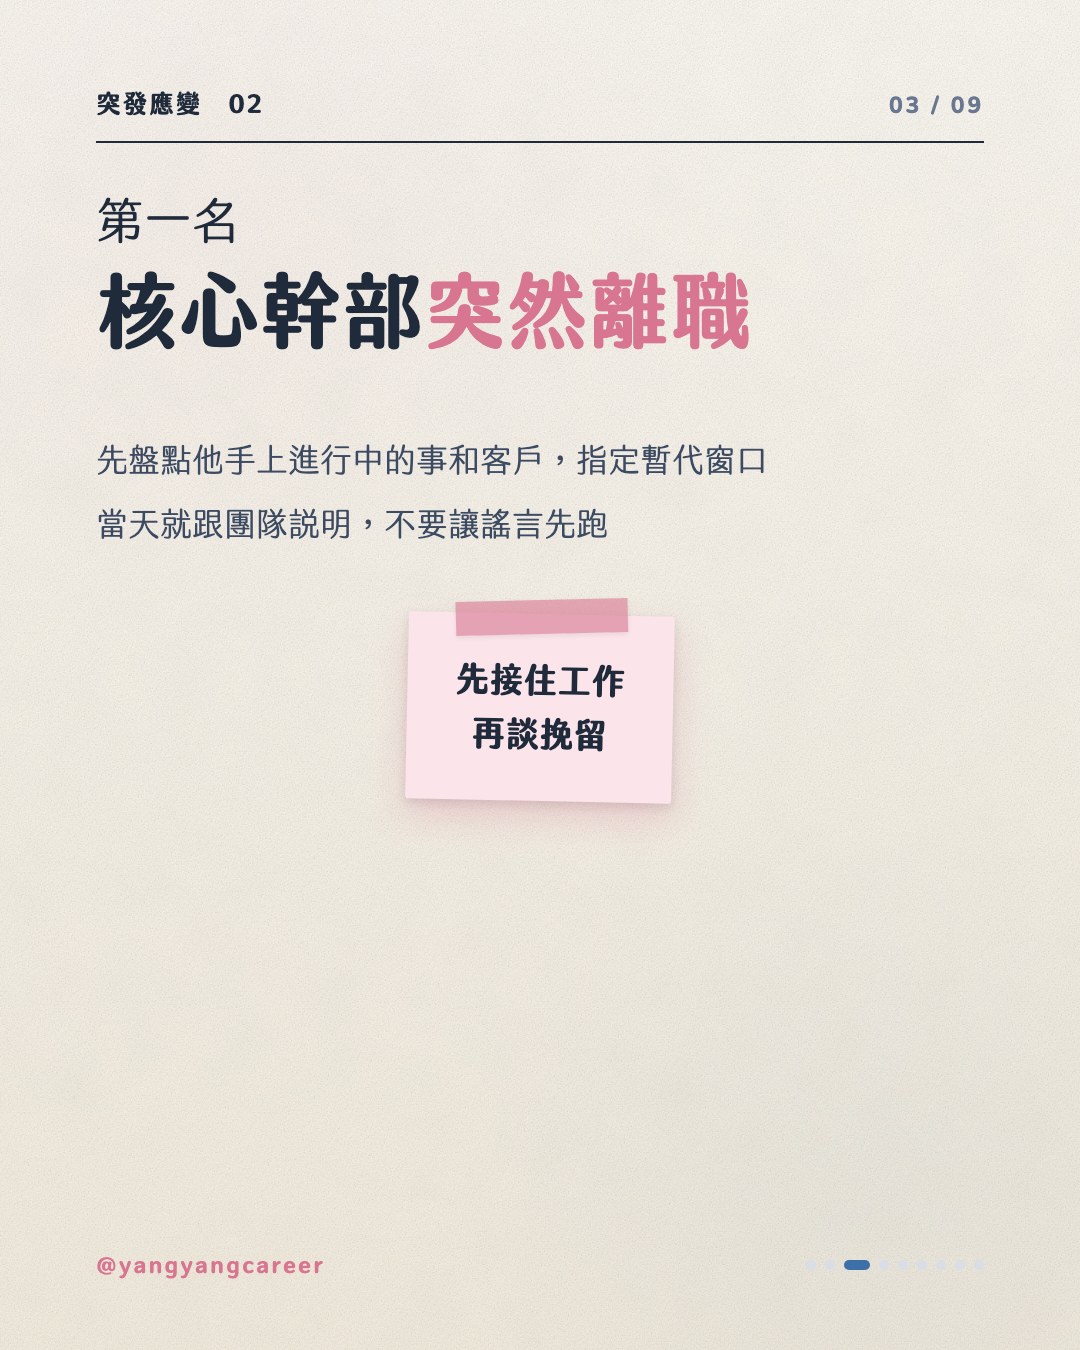 突發應變 02
03 / 09
第一名
核心幹部突然離職
先盤點他手上進行中的事和客戶，指定暫代窗口
當天就跟團隊説明，不要讓謠言先跑
先接住工作
再談挽留
@yangyangcareer